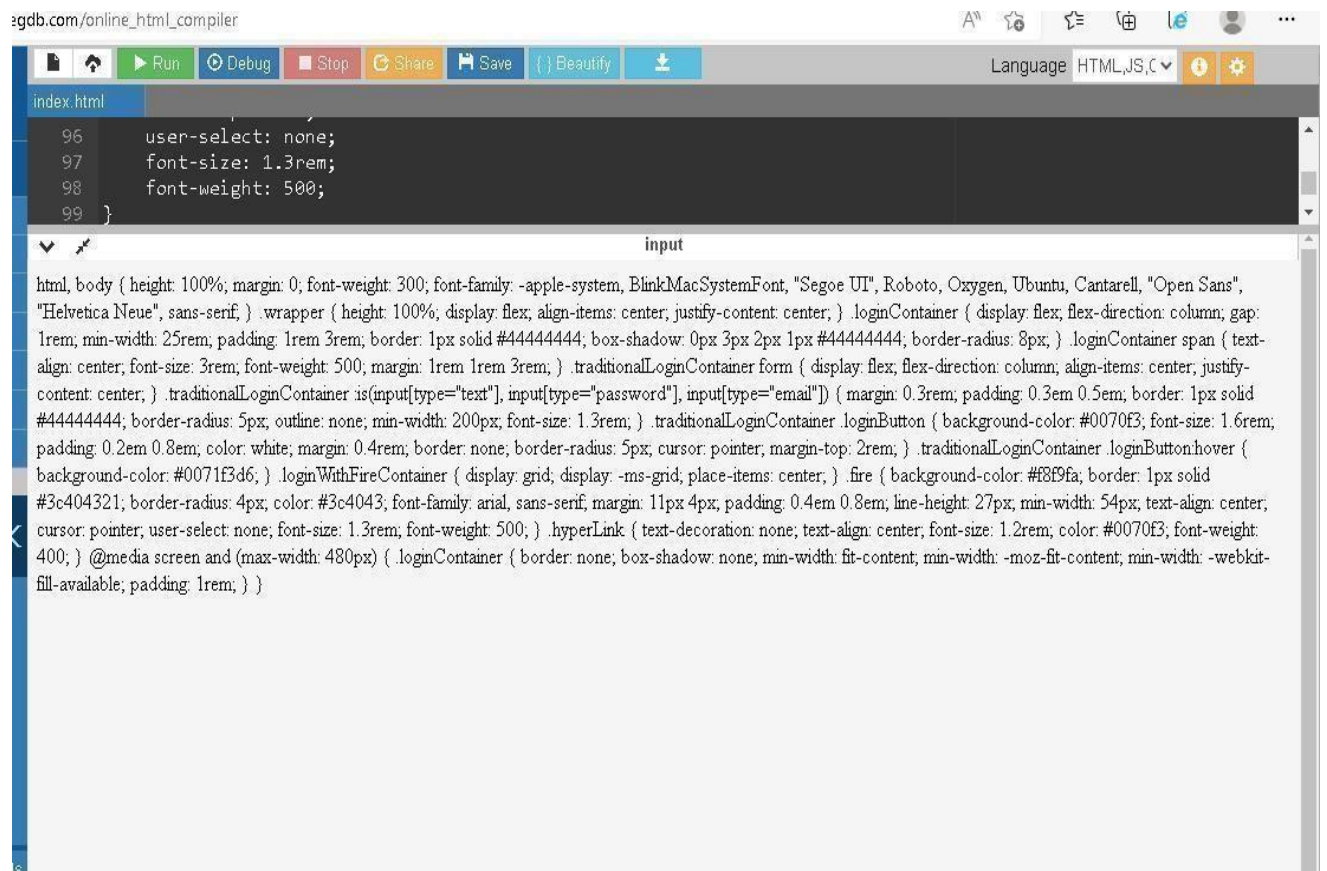 egdb.com/online_html_compiler
Run Debug Stop Share Save { } Beautify Language HTML,JS,C
index.html
96 user-select: none;
97 font-size: 1.3rem;
98 font-weight: 500;
99 }
input
html, body { height: 100%; margin: 0; font-weight: 300; font-family: -apple-system, BlinkMacSystemFont, "Segoe UI", Roboto, Oxygen, Ubuntu, Cantarell, "Open Sans",
"Helvetica Neue", sans-serif; } .wrapper { height: 100%; display: flex; align-items: center; justify-content: center; } .loginContainer { display: flex; flex-direction: column; gap:
1rem; min-width: 25rem; padding: 1rem 3rem; border: 1px solid #44444444; box-shadow: 0px 3px 2px 1px #44444444; border-radius: 8px; } .loginContainer span { text-
align: center; font-size: 3rem; font-weight: 500; margin: 1rem 1rem 3rem; } .traditionalLoginContainer form { display: flex; flex-direction: column; align-items: center; justify-
content: center; } .traditionalLoginContainer :is(input[type="text"], input[type="password"], input[type="email"]) { margin: 0.3rem; padding: 0.3em 0.5em; border: 1px solid
#44444444; border-radius: 5px; outline: none; min-width: 200px; font-size: 1.3rem; } .traditionalLoginContainer .loginButton { background-color: #0070f3; font-size: 1.6rem;
padding: 0.2em 0.8em; color: white; margin: 0.4rem; border: none; border-radius: 5px; cursor: pointer; margin-top: 2rem; } .traditionalLoginContainer .loginButton:hover {
background-color: #0071f3d6; } .loginWithFireContainer { display: grid; display: -ms-grid; place-items: center; } .fire { background-color: #f8f9fa; border: 1px solid
#3c404321; border-radius: 4px; color: #3c4043; font-family: arial, sans-serif; margin: 11px 4px; padding: 0.4em 0.8em; line-height: 27px; min-width: 54px; text-align: center;
cursor: pointer; user-select: none; font-size: 1.3rem; font-weight: 500; } .hyperLink { text-decoration: none; text-align: center; font-size: 1.2rem; color: #0070f3; font-weight:
400; } @media screen and (max-width: 480px) { .loginContainer { border: none; box-shadow: none; min-width: fit-content; min-width: -moz-fit-content; min-width: -webkit-
fill-available; padding: 1rem; } }